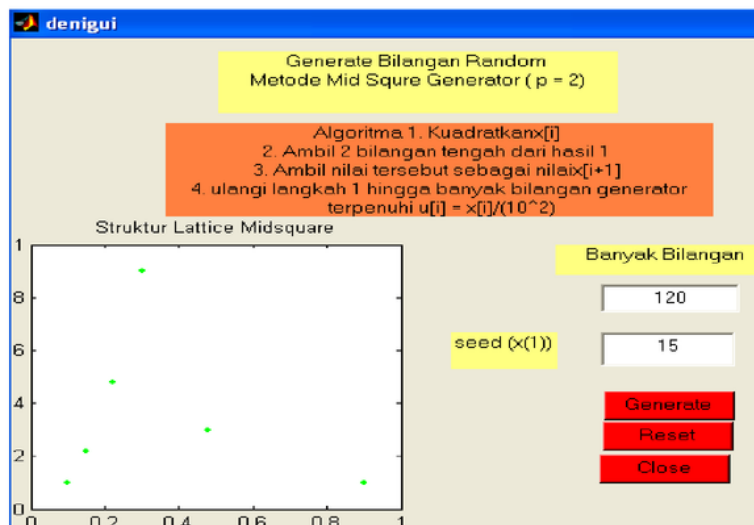 denigui
Generate Bilangan Random
Metode Mid Squre Generator ( p = 2)
Algoritma 1. Kuadratkanx[i]
2. Ambil 2 bilangan tengah dari hasil 1
3. Ambil nilai tersebut sebagai nilaix[i+1]
4. ulangi langkah 1 hingga banyak bilangan generator
terpenuhi u[i] = x[i]/(10^2)
Struktur Lattice Midsquare
1
8
6
4
2
0
0 0.2 0.4 0.6 0.8 1
Banyak Bilangan
120
seed (x(1))
15
Generate
Reset
Close